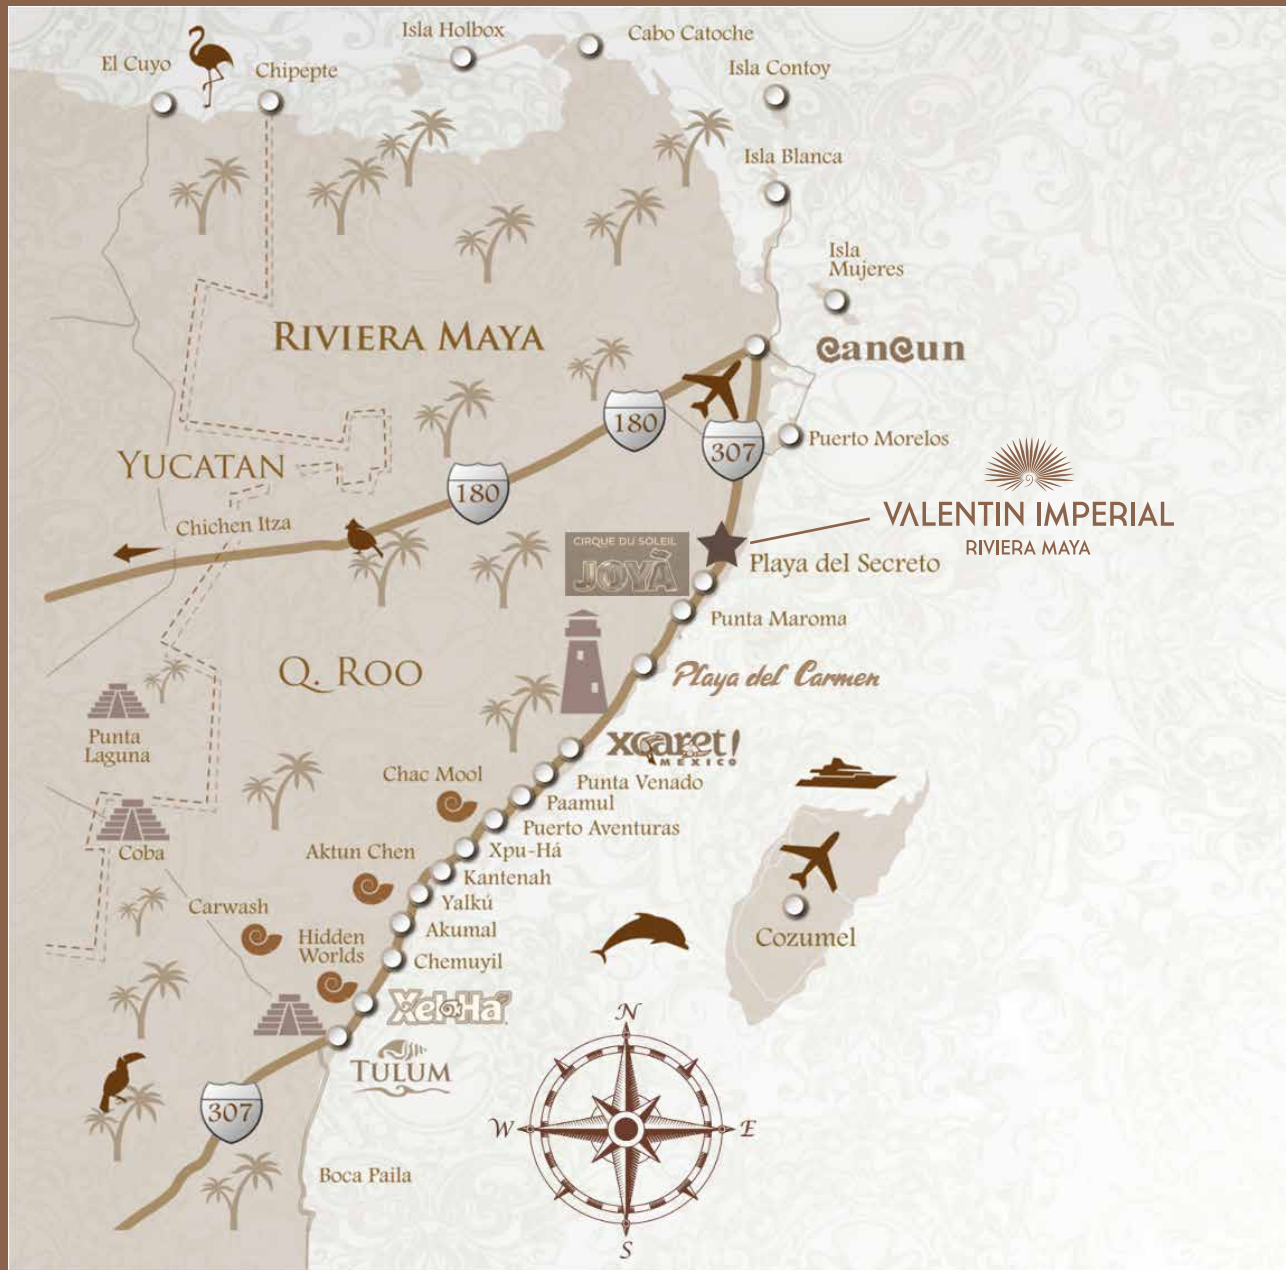 Isla Holbox
Cabo Catoche
El Cuyo
Chipepte
Isla Contoy
Isla Blanca
Isla
Mujeres
RIVIERA MAYA
cancun
180
307
Puerto Morelos
YUCATAN
180
VALENTIN IMPERIAL
RIVIERA MAYA
Chichen Itza
CIRQUE DU SOLEIL
JOYÀ
Playa del Secreto
Punta Maroma
Q. ROO
Playa del Carmen
Punta
Laguna
xcaret!
MEXICO
Chac Mool
Punta Venado
Paamul
Puerto Aventuras
Coba
Aktun Chen
Xpu-Há
Kantenah
Yalkú
Carwash
Akumal
Hidden
Worlds
Cozumel
Chemuyil
Xel-Há
TULUM
N
307
W
E
Boca Paila
S